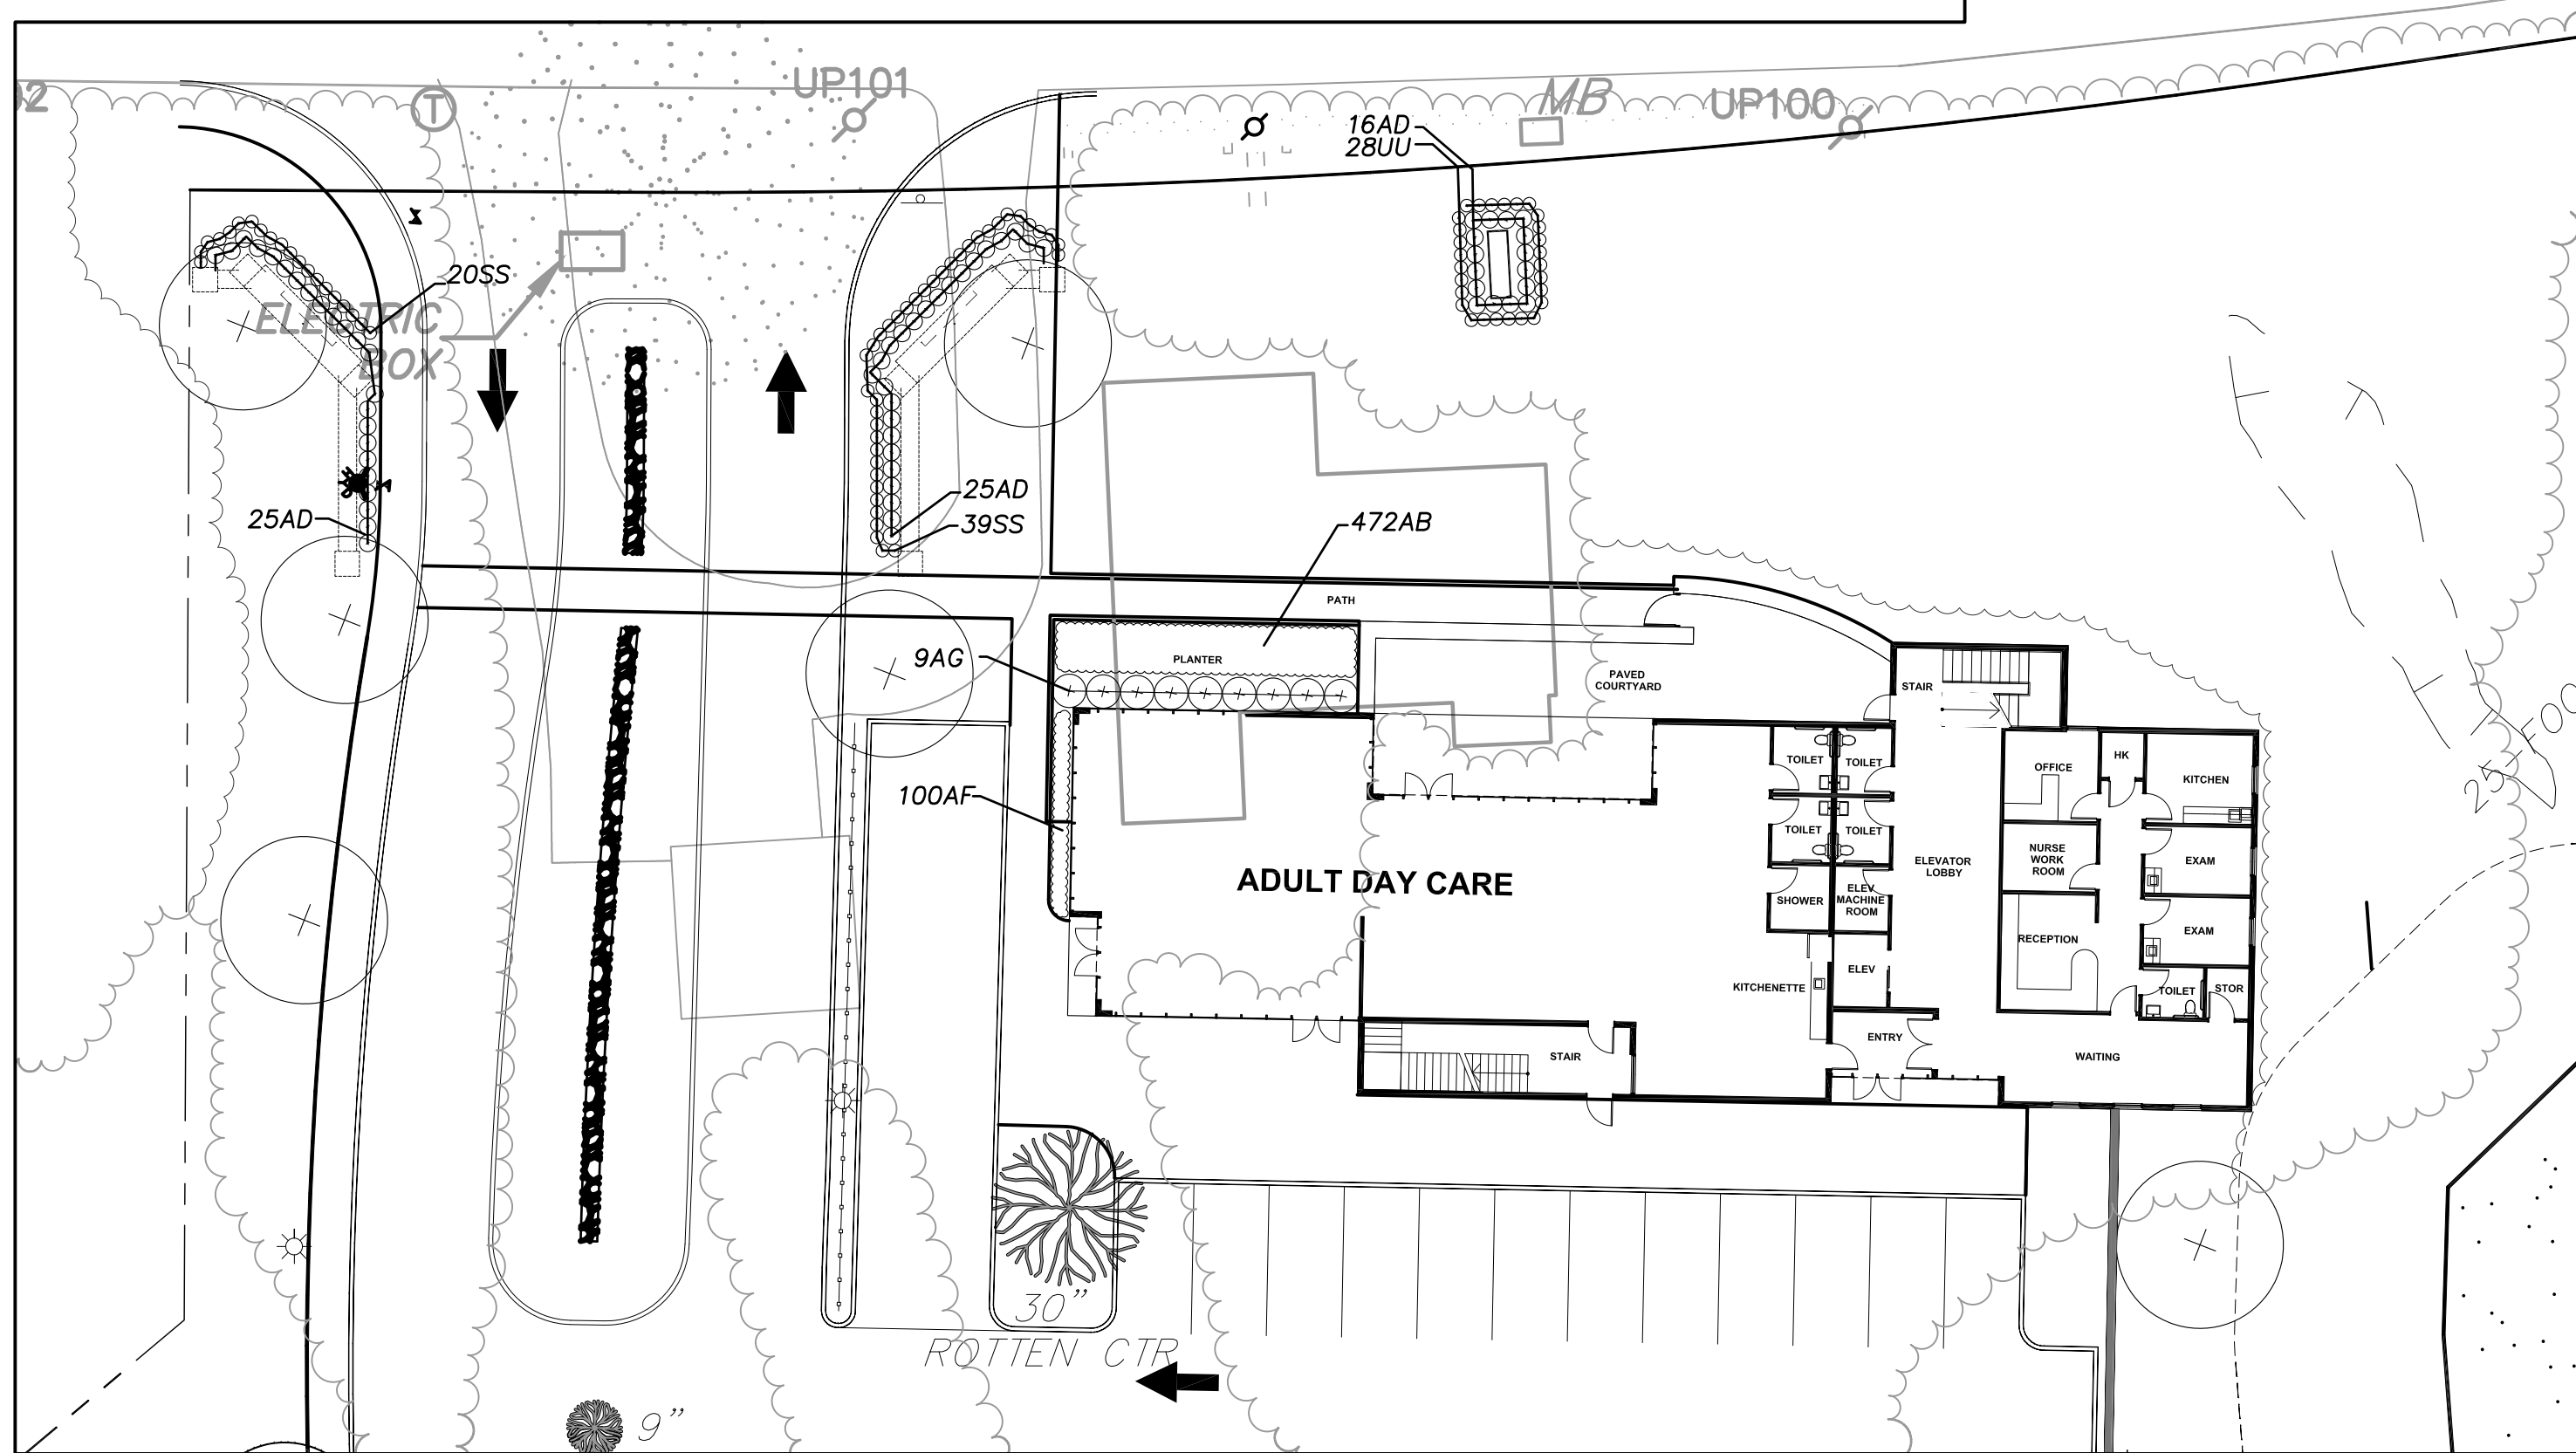 2
T
UP101
MB
UP100
16AD
28UU
20SS
ELECTRIC
BOX
25AD
39SS
25AD
472AB
PATH
9AG
PLANTER
PAVED
COURTYARD
STAIR
100AF
TOILET
TOILET
OFFICE
HK
KITCHEN
TOILET
TOILET
NURSE
WORK
ROOM
EXAM
ELEVATOR
LOBBY
ADULT DAY CARE
SHOWER
ELEV
MACHINE
ROOM
RECEPTION
EXAM
ELEV
KITCHENETTE
TOILET
STOR
ENTRY
STAIR
WAITING
30"
ROTTEN CTR
9"